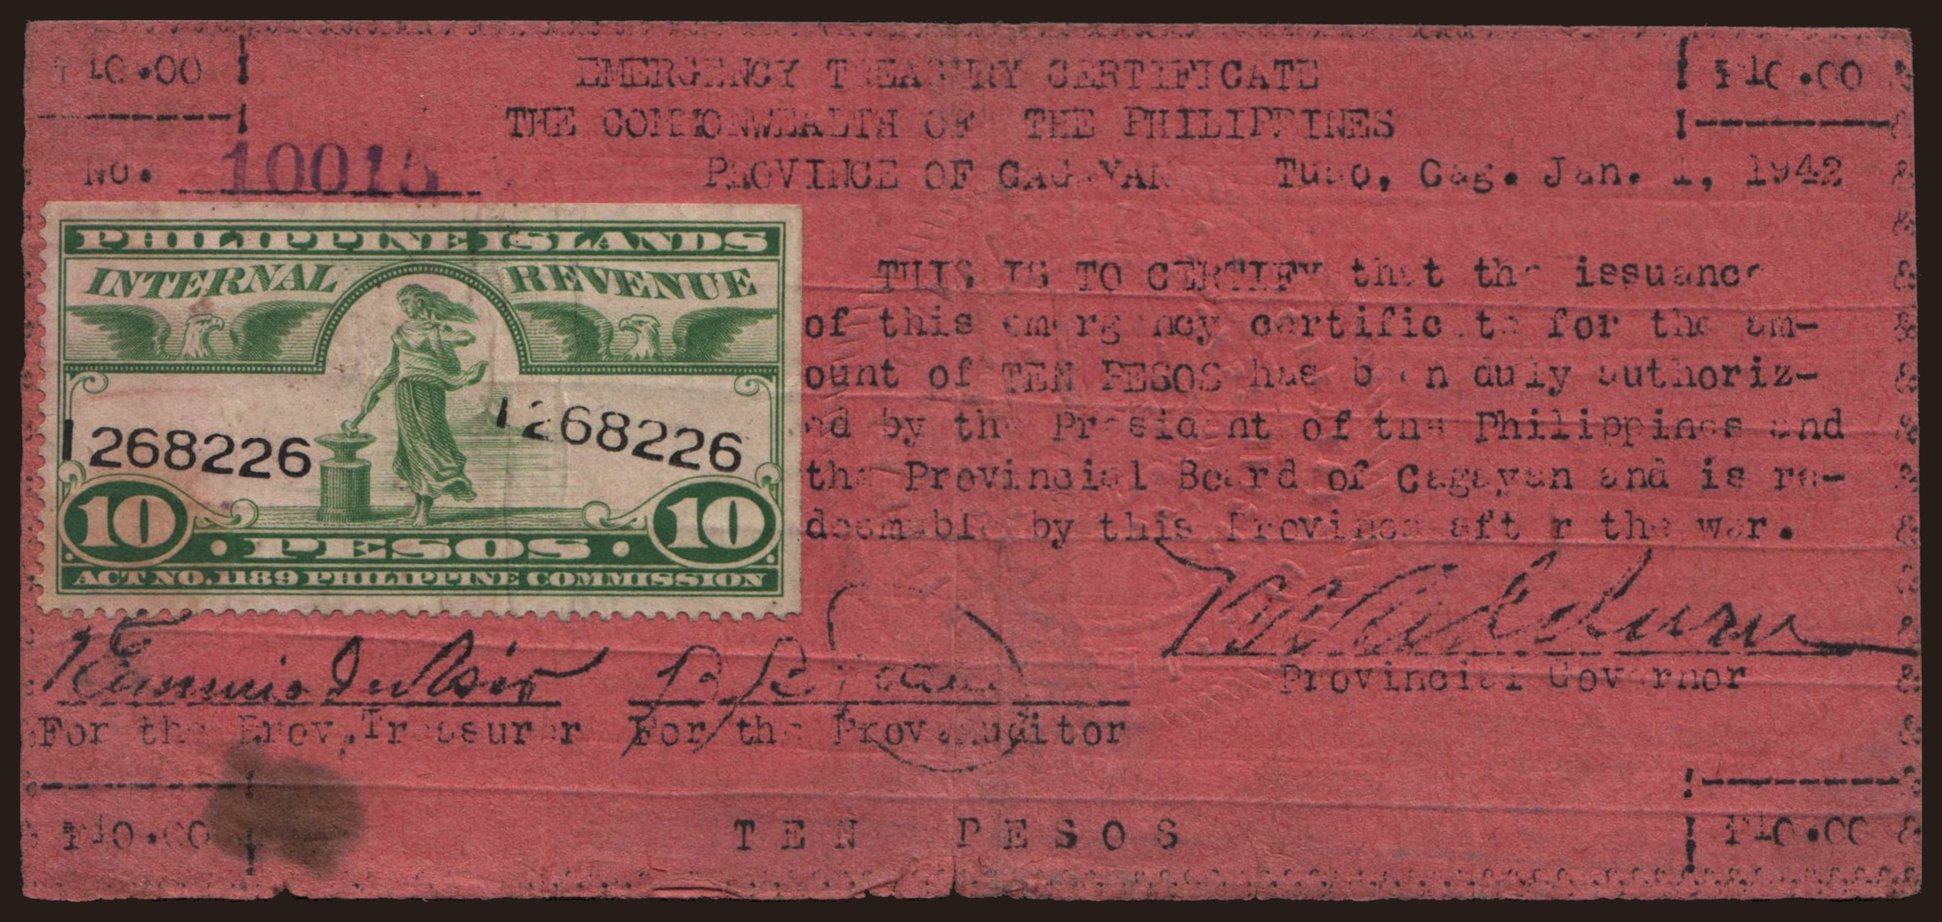 ₱10.00
EMERGENCY TREASURY CERTIFICATE
₱10.00
THE COMMONWEALTH OF THE PHILIPPINES
No. 10015
PROVINCE OF CAGAYAN Tuao, Cag. Jan. 1, 1942
PHILIPPINE ISLANDS
INTERNAL REVENUE
1268226
1268226
10 PESOS 10
ACT NO. 1189 PHILIPPINE COMMISSION
THIS IS TO CERTIFY that the issuance
of this emergency certificate for the am-
ount of TEN PESOS has been duly authoriz-
ed by the President of the Philippines and
the Provincial Board of Cagayan and is re-
deemable by this Province after the war.
Provincial Governor
For the Prov. Treasurer
For the Prov. Auditor
₱10.00
TEN PESOS
₱10.00